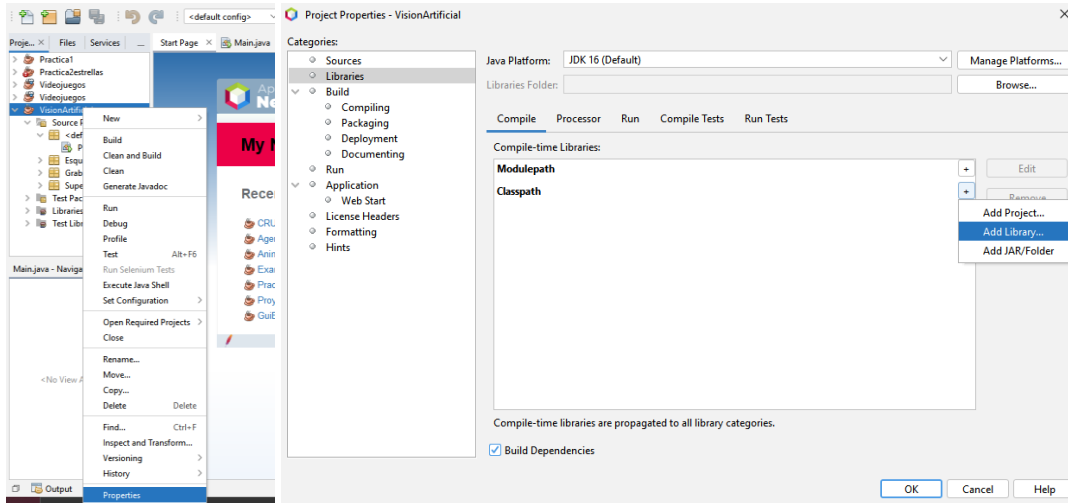 <default config>
Proje...
Files
Services
Start Page
Main.java
Practica1
Practica2estrellas
Videojuegos
Videojuegos
VisionArtifi
Source P
<def
P
Esqu
Grab
Supe
Test Pac
Libraries
Test Libr
Main.java - Naviga
<No View A
Output
New
Build
Clean and Build
Clean
Generate Javadoc
Run
Debug
Profile
Test Alt+F6
Run Selenium Tests
Execute Java Shell
Set Configuration
Open Required Projects
Close
Rename...
Move...
Copy...
Delete Delete
Find... Ctrl+F
Inspect and Transform...
Versioning
History
Properties
Ap
Ne
My N
Rece
CRU
Agen
Anin
Exa
Prac
Proy
GuiE
Project Properties - VisionArtificial
Categories:
Sources
Libraries
Build
Compiling
Packaging
Deployment
Documenting
Run
Application
Web Start
License Headers
Formatting
Hints
Java Platform: JDK 16 (Default) Manage Platforms...
Libraries Folder: Browse...
Compile Processor Run Compile Tests Run Tests
Compile-time Libraries:
Modulepath + Edit
Classpath + Remove
Add Project...
Add Library...
Add JAR/Folder
Compile-time libraries are propagated to all library categories.
Build Dependencies
OK Cancel Help